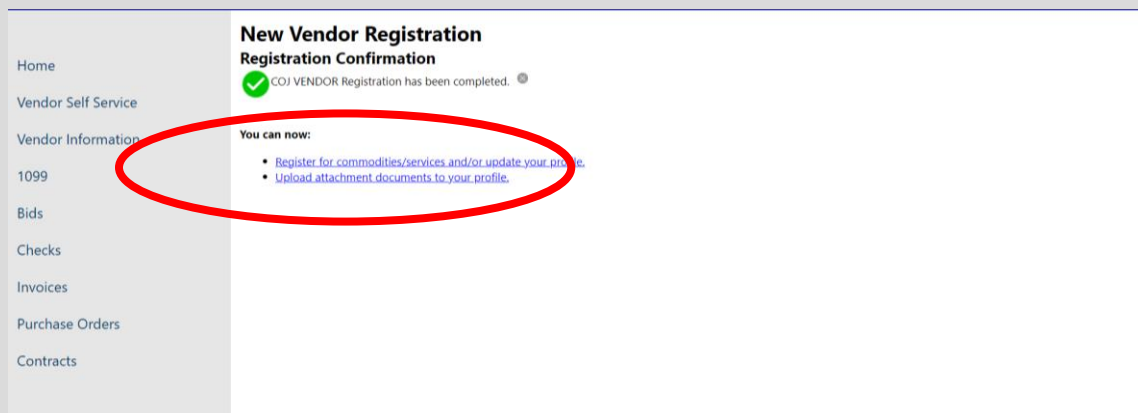 New Vendor Registration
Registration Confirmation
COJ VENDOR Registration has been completed.
Home
Vendor Self Service
Vendor Information
1099
Bids
Checks
Invoices
Purchase Orders
Contracts
You can now:
Register for commodities/services and/or update your profile.
Upload attachment documents to your profile.